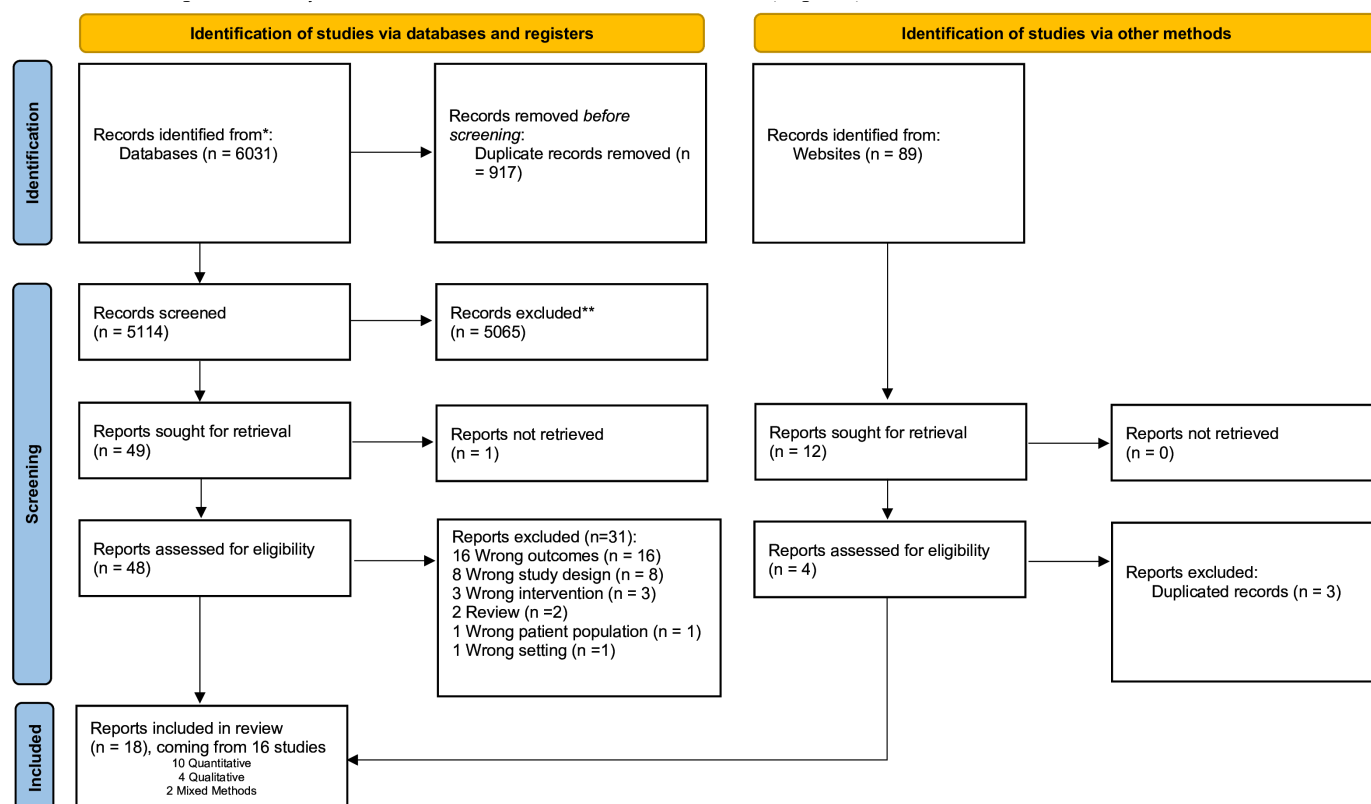 Identification of studies via databases and registers
Identification of studies via other methods
Identification
Records identified from*:
Databases (n = 6031)
Records removed before
screening:
Duplicate records removed (n
= 917)
Records identified from:
Websites (n = 89)
Screening
Records screened
(n = 5114)
Records excluded**
(n = 5065)
Reports sought for retrieval
(n = 49)
Reports not retrieved
(n = 1)
Reports sought for retrieval
(n = 12)
Reports not retrieved
(n = 0)
Reports assessed for eligibility
(n = 48)
Reports excluded (n=31):
16 Wrong outcomes (n = 16)
8 Wrong study design (n = 8)
3 Wrong intervention (n = 3)
2 Review (n =2)
1 Wrong patient population (n = 1)
1 Wrong setting (n =1)
Reports assessed for eligibility
(n = 4)
Reports excluded:
Duplicated records (n = 3)
Included
Reports included in review
(n = 18), coming from 16 studies
10 Quantitative
4 Qualitative
2 Mixed Methods